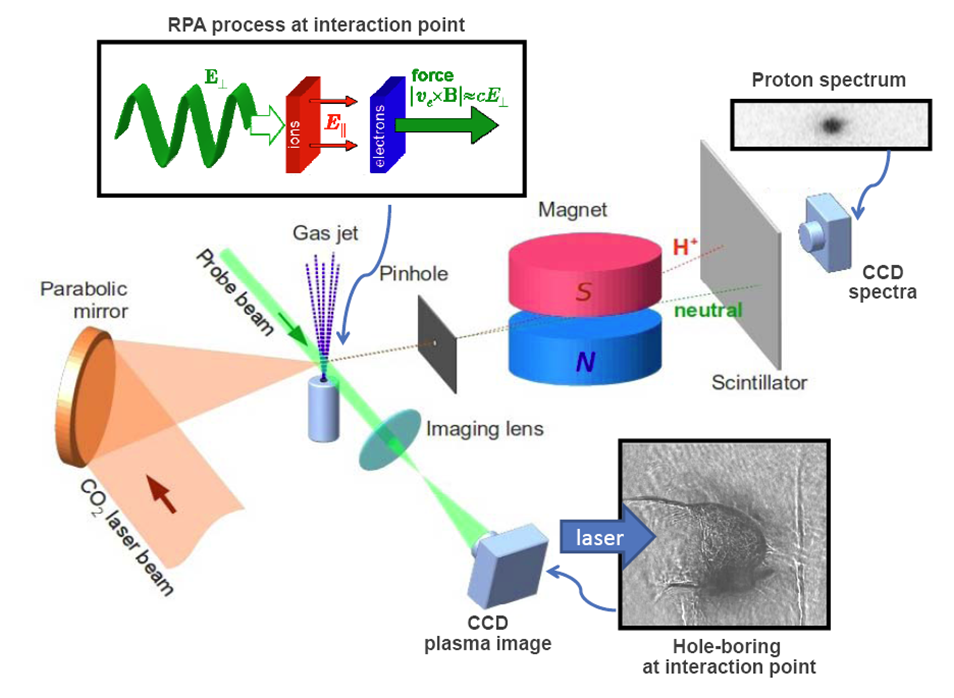 RPA process at interaction point
E⊥
ions
E∥
electrons
force
|vₑ×B|≈cE⊥
Proton spectrum
Magnet
Gas jet
Probe beam
Pinhole
S
H⁺
neutral
N
CCD
spectra
Parabolic
mirror
Scintillator
Imaging lens
CO₂ laser beam
laser
CCD
plasma image
Hole-boring
at interaction point